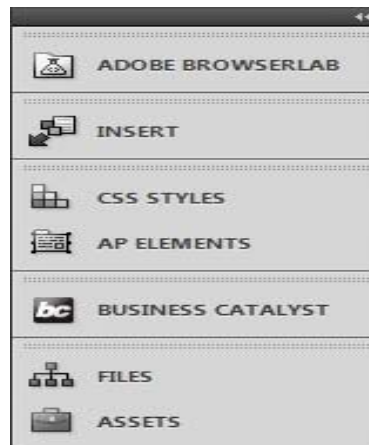 ADOBE BROWSERLAB
INSERT
CSS STYLES
AP ELEMENTS
bc BUSINESS CATALYST
FILES
ASSETS